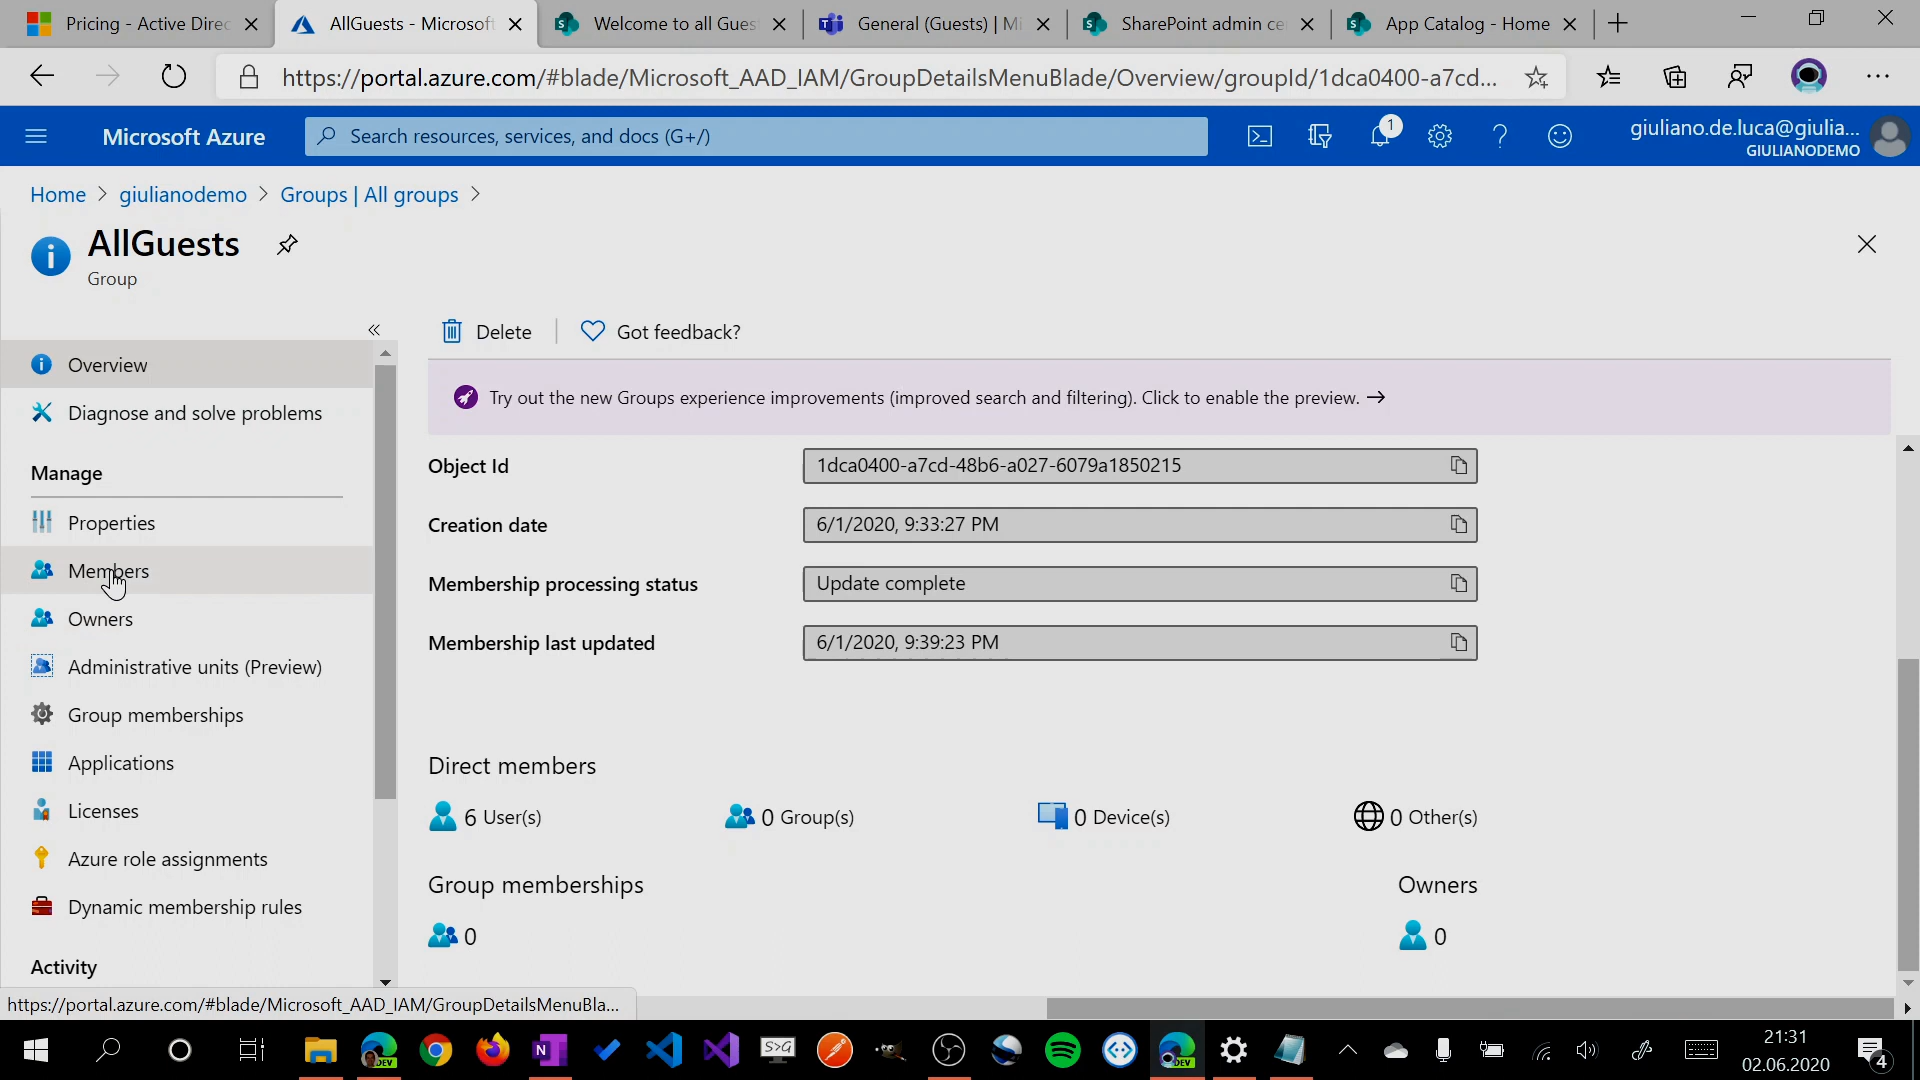 Pricing - Active Direc
AllGuests - Microsoft
Welcome to all Gues
General (Guests) | Mi
SharePoint admin ce
App Catalog - Home
https://portal.azure.com/#blade/Microsoft_AAD_IAM/GroupDetailsMenuBlade/Overview/groupId/1dca0400-a7cd...
Microsoft Azure
Search resources, services, and docs (G+/)
1
giuliano.de.luca@giulia...
GIULIANODEMO
Home > giulianodemo > Groups | All groups >
AllGuests
Group
Delete
Got feedback?
Overview
Diagnose and solve problems
Manage
Properties
Members
Owners
Administrative units (Preview)
Group memberships
Applications
Licenses
Azure role assignments
Dynamic membership rules
Activity
Try out the new Groups experience improvements (improved search and filtering). Click to enable the preview. →
Object Id
1dca0400-a7cd-48b6-a027-6079a1850215
Creation date
6/1/2020, 9:33:27 PM
Membership processing status
Update complete
Membership last updated
6/1/2020, 9:39:23 PM
Direct members
6 User(s)
0 Group(s)
0 Device(s)
0 Other(s)
Group memberships
0
Owners
0
https://portal.azure.com/#blade/Microsoft_AAD_IAM/GroupDetailsMenuBla...
DEV
N
S>G
DEV
21:31
02.06.2020
4